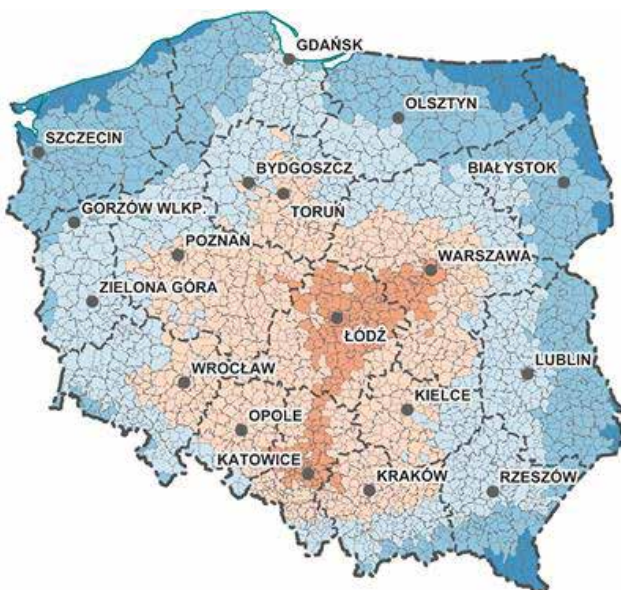 GDAŃSK
OLSZTYN
SZCZECIN
BYDGOSZCZ
BIAŁYSTOK
TORUŃ
GORZÓW WLKP.
POZNAŃ
WARSZAWA
ZIELONA GÓRA
ŁÓDŹ
LUBLIN
WROCŁAW
KIELCE
OPOLE
KATOWICE
KRAKÓW
RZESZÓW